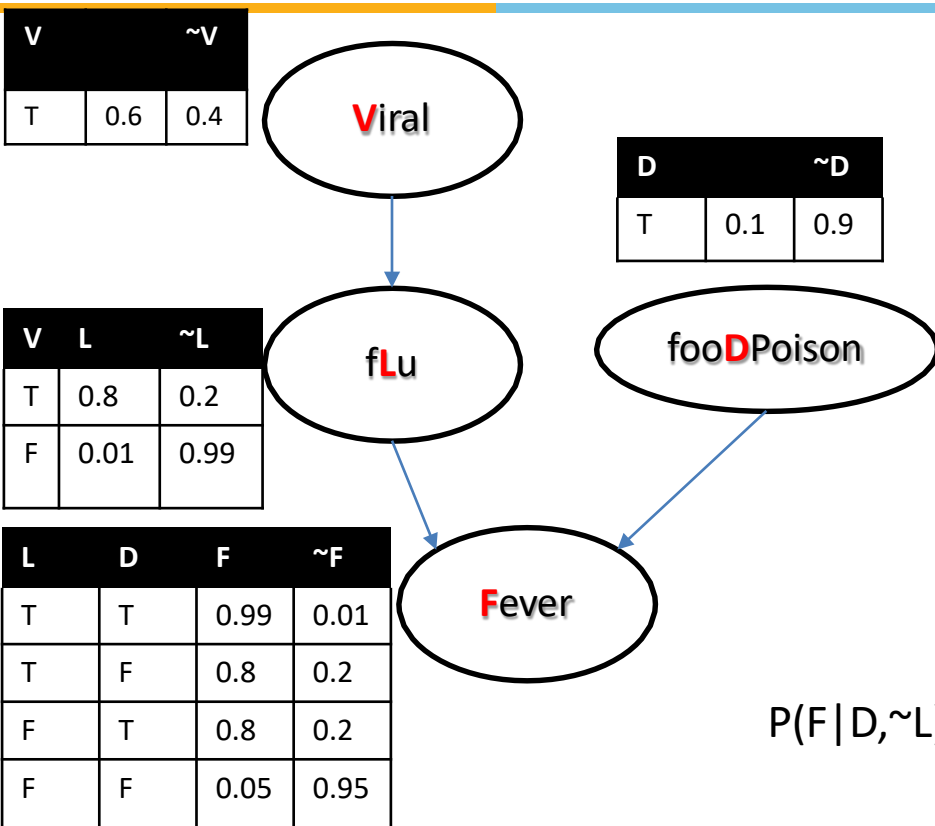 V ~V
T 0.6 0.4
Viral
D ~D
T 0.1 0.9
V L ~L
T 0.8 0.2
F 0.01 0.99
fLu
fooDPoison
L D F ~F
T T 0.99 0.01
T F 0.8 0.2
F T 0.8 0.2
F F 0.05 0.95
Fever
P(F|D,~L)